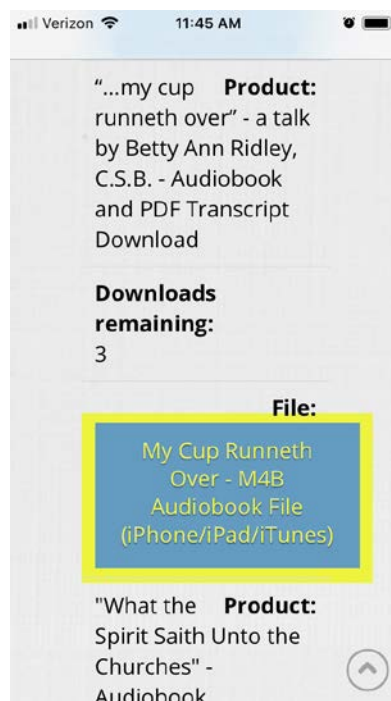 Verizon 11:45 AM
“...my cup Product:
runneth over” - a talk
by Betty Ann Ridley,
C.S.B. - Audiobook
and PDF Transcript
Download
Downloads
remaining:
3
File:
My Cup Runneth
Over - M4B
Audiobook File
(iPhone/iPad/iTunes)
"What the Product:
Spirit Saith Unto the
Churches" -
Audiobook